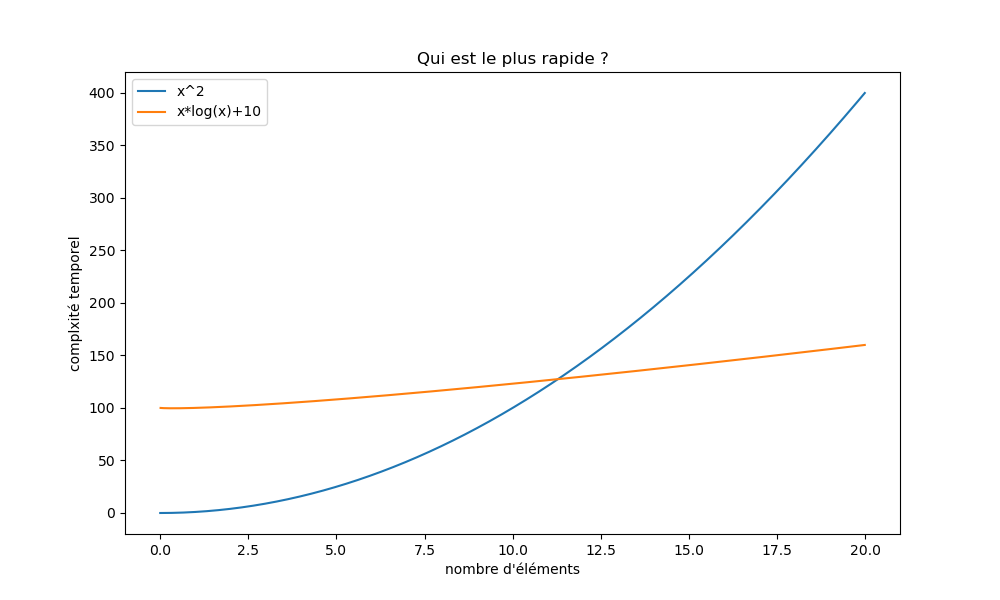 Qui est le plus rapide ?
x^2
x*log(x)+10
complxité temporel
400
350
300
250
200
150
100
50
0
0.0 2.5 5.0 7.5 10.0 12.5 15.0 17.5 20.0
nombre d'éléments